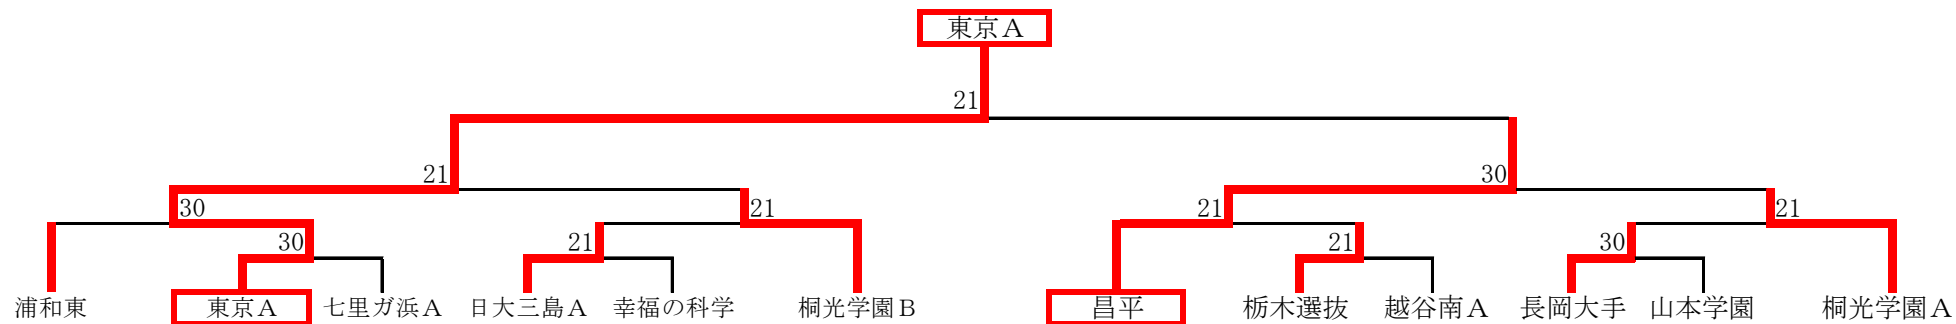 東京A
21
21
30
30
21
21
21
30
30
21
21
浦和東
東京A
七里ガ浜A
日大三島A
幸福の科学
桐光学園B
昌平
栃木選抜
越谷南A
長岡大手
山本学園
桐光学園A